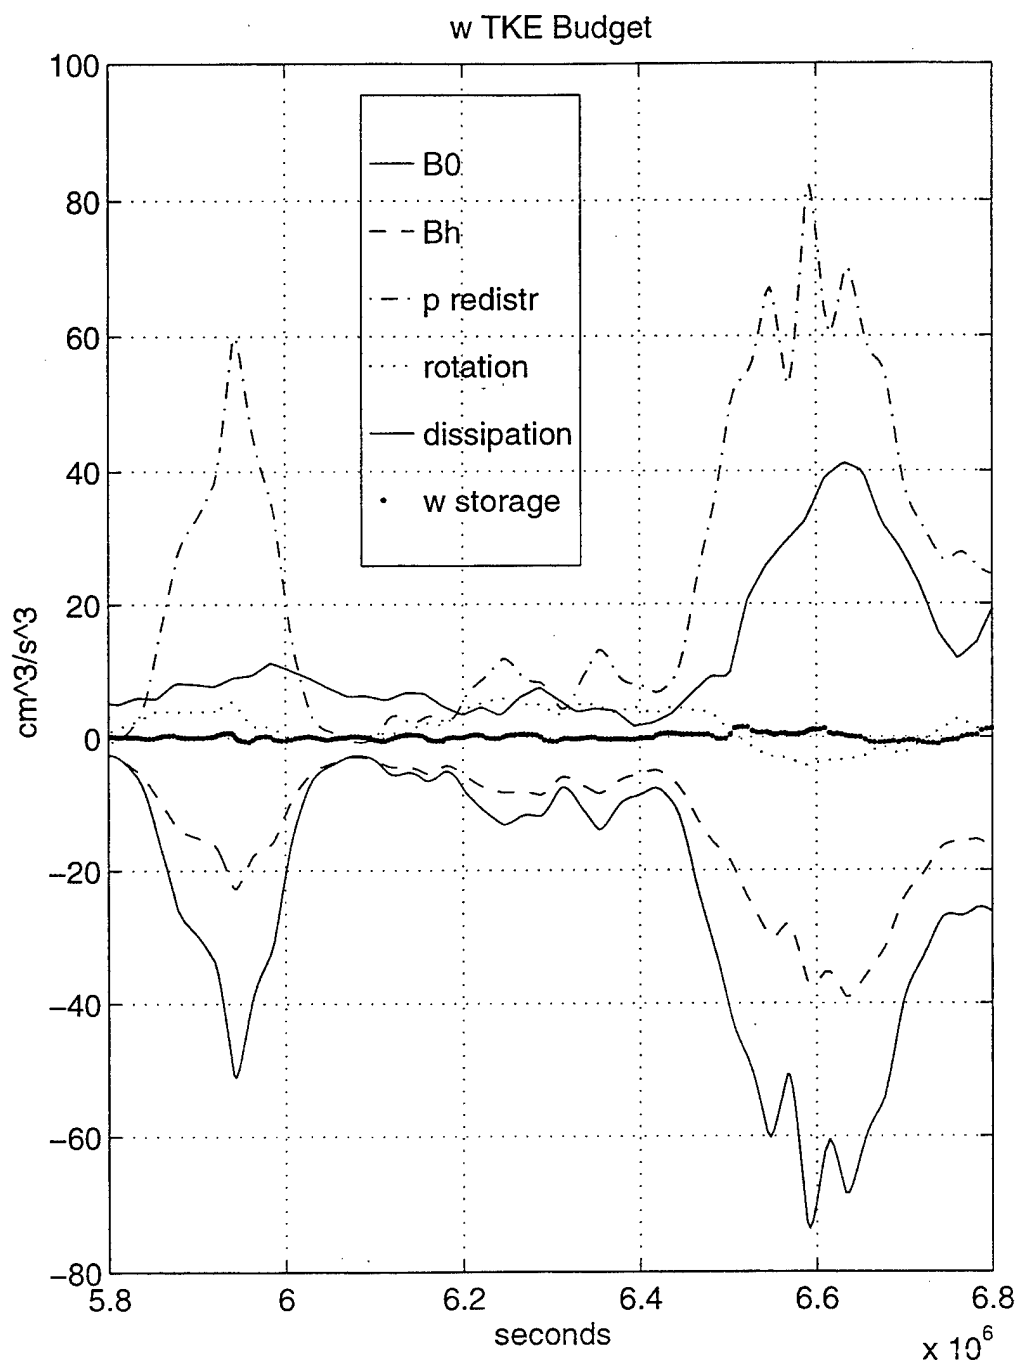 w TKE Budget
100
80
60
40
20
0
−20
−40
−60
−80
cm^3/s^3
B0
Bh
p redistr
rotation
dissipation
w storage
5.8 6 6.2 6.4 6.6 6.8
seconds
x 10^6